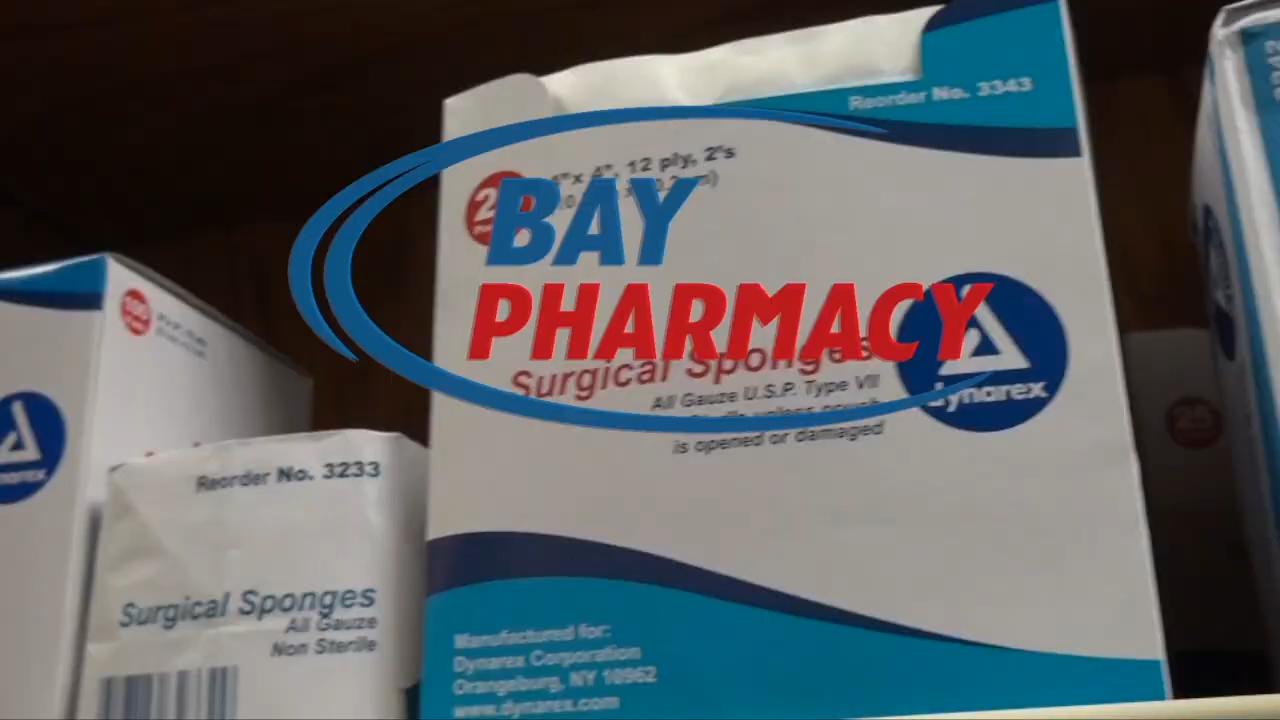 Reorder No. 3343
4"x 4", 12 ply, 2's
BAY
PHARMACY
Surgical Sponges
All Gauze U.S.P. Type VII
is opened or damaged
dynarex
Manufactured for:
Dynarex Corporation
Orangeburg, NY 10962
www.dynarex.com
Reorder No. 3233
Surgical Sponges
All Gauze
Non Sterile
100
25